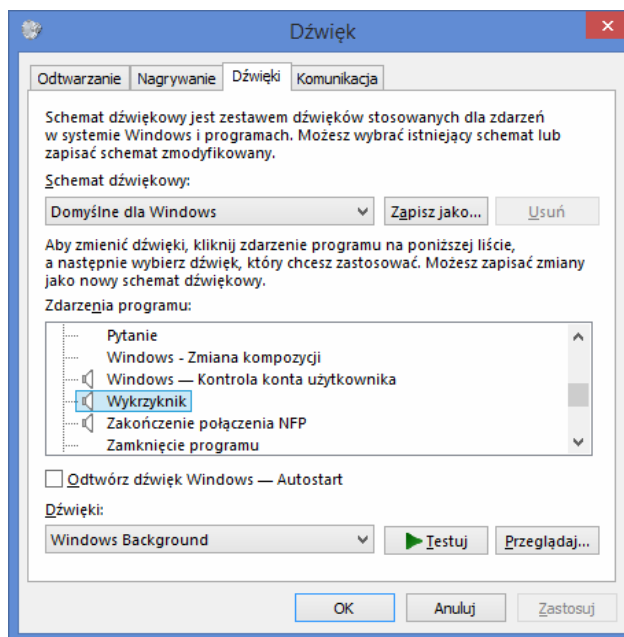 Dźwięk
Odtwarzanie Nagrywanie Dźwięki Komunikacja
Schemat dźwiękowy jest zestawem dźwięków stosowanych dla zdarzeń
w systemie Windows i programach. Możesz wybrać istniejący schemat lub
zapisać schemat zmodyfikowany.
Schemat dźwiękowy:
Domyślne dla Windows Zapisz jako... Usuń
Aby zmienić dźwięki, kliknij zdarzenie programu na poniższej liście,
a następnie wybierz dźwięk, który chcesz zastosować. Możesz zapisać zmiany
jako nowy schemat dźwiękowy.
Zdarzenia programu:
Pytanie
Windows - Zmiana kompozycji
Windows — Kontrola konta użytkownika
Wykrzyknik
Zakończenie połączenia NFP
Zamknięcie programu
Odtwórz dźwięk Windows — Autostart
Dźwięki:
Windows Background Testuj Przeglądaj...
OK Anuluj Zastosuj